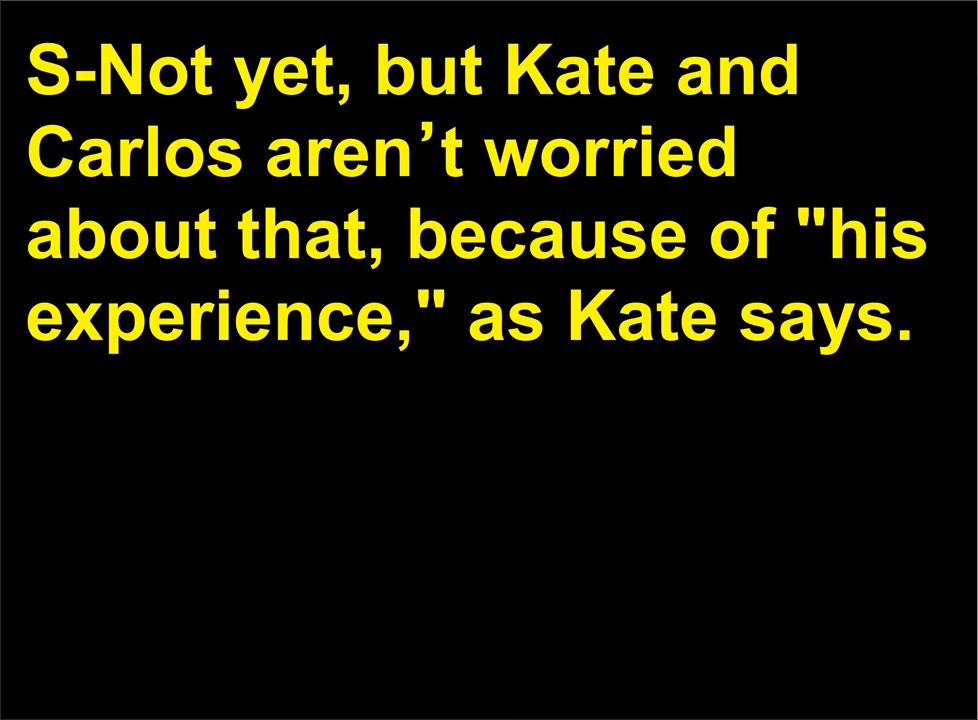 S-Not yet, but Kate and
Carlos aren’t worried
about that, because of "his
experience," as Kate says.